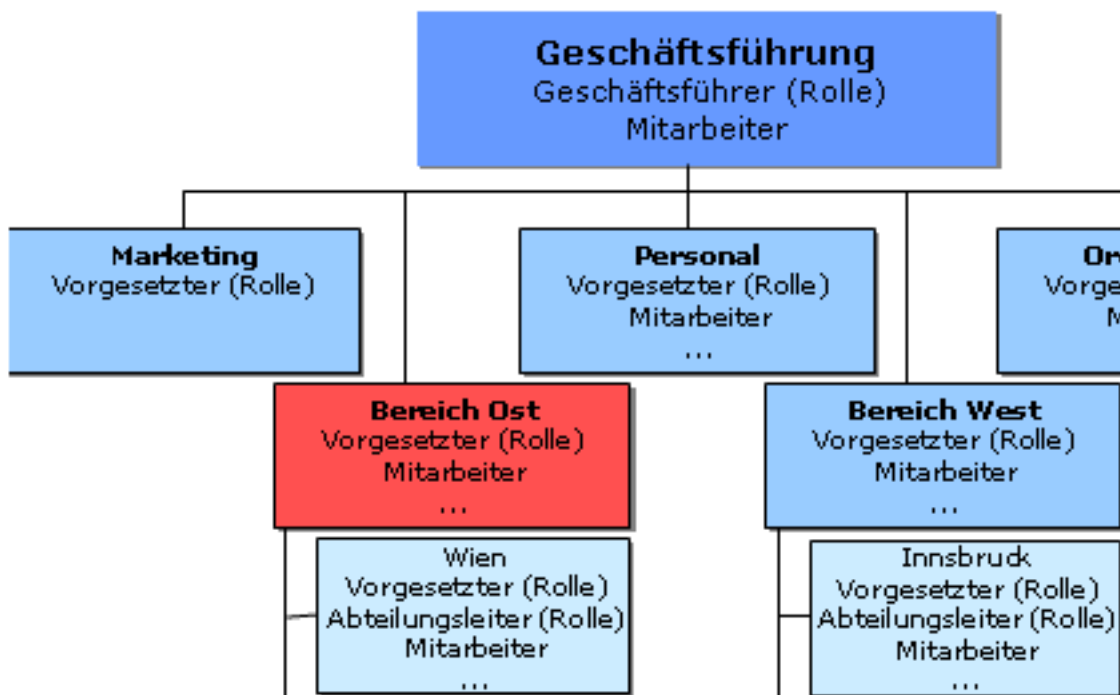 Geschäftsführung
Geschäftsführer (Rolle)
Mitarbeiter
Marketing
Vorgesetzter (Rolle)
Personal
Vorgesetzter (Rolle)
Mitarbeiter
...
Bereich Ost
Vorgesetzter (Rolle)
Mitarbeiter
...
Bereich West
Vorgesetzter (Rolle)
Mitarbeiter
...
Wien
Vorgesetzter (Rolle)
Abteilungsleiter (Rolle)
Mitarbeiter
...
Innsbruck
Vorgesetzter (Rolle)
Abteilungsleiter (Rolle)
Mitarbeiter
...